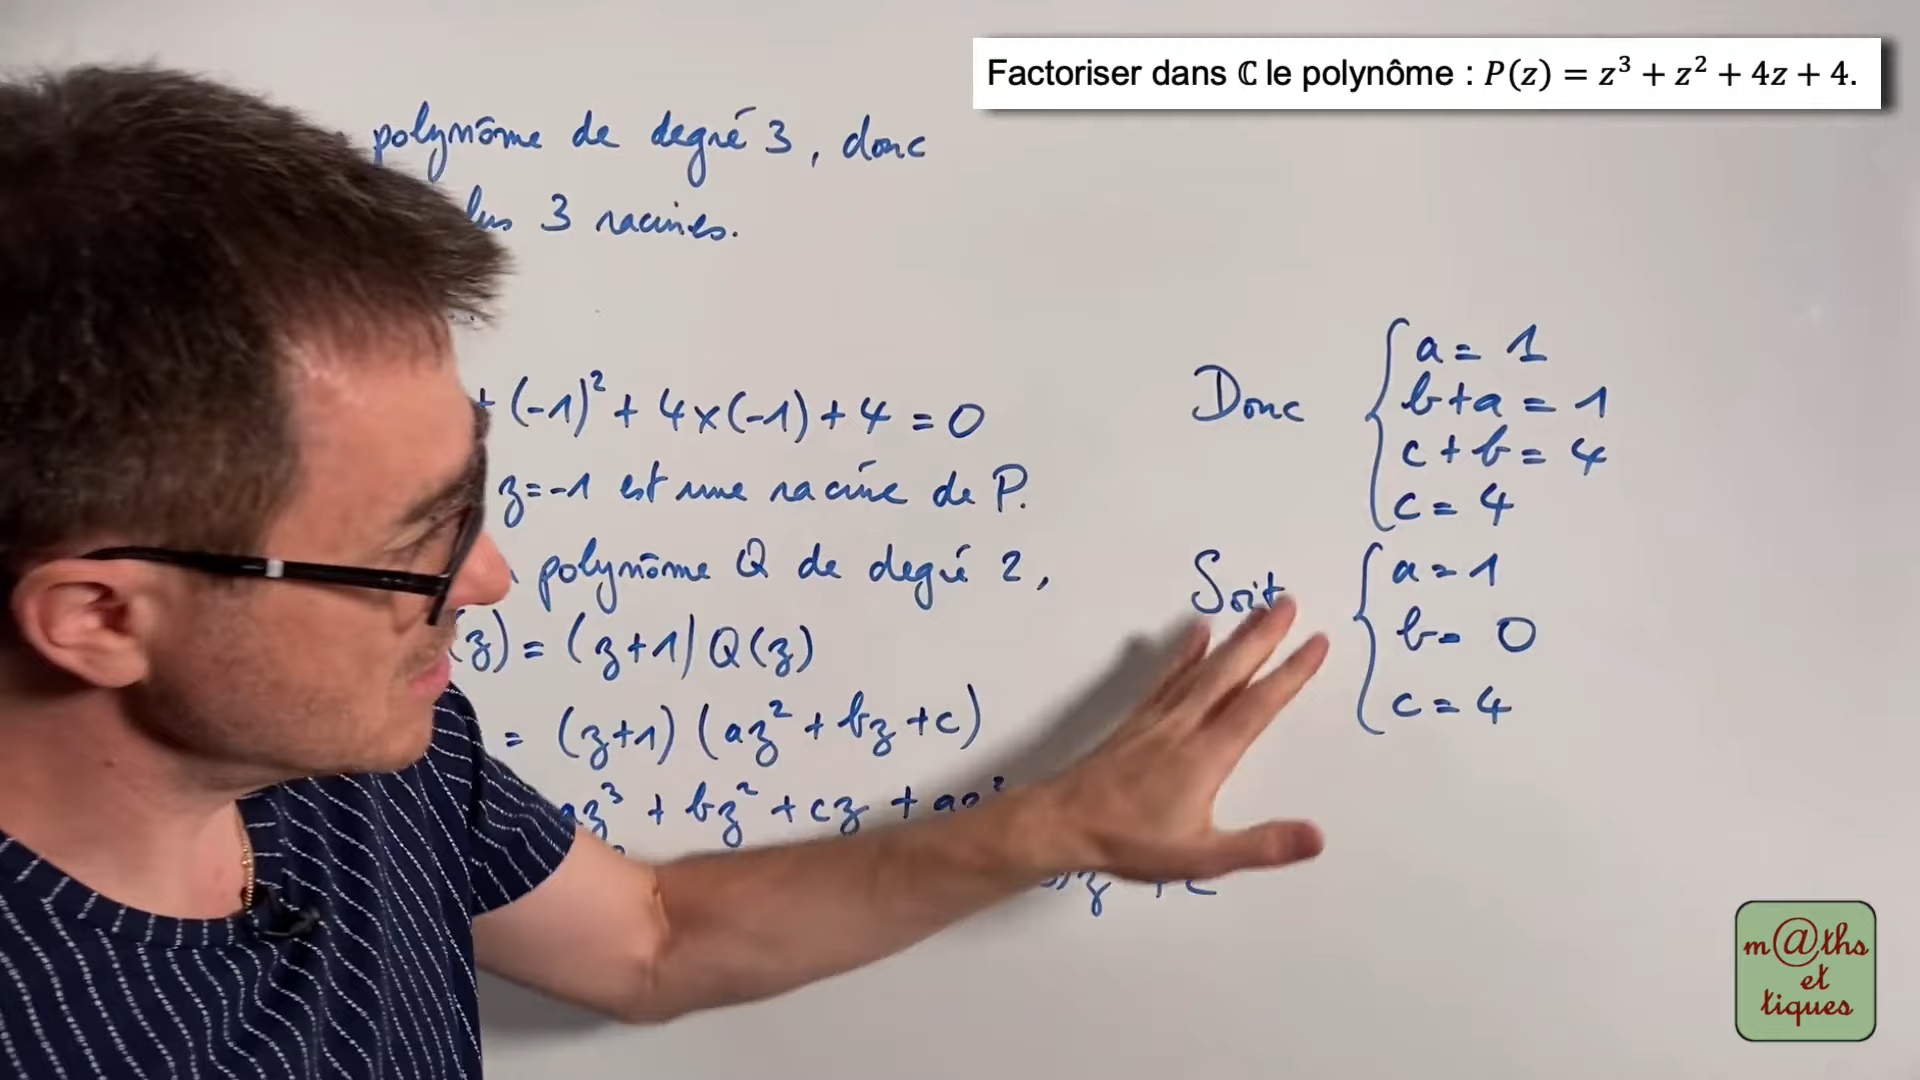 Factoriser dans ℂ le polynôme : P(z) = z³ + z² + 4z + 4.
polynôme de degré 3, donc
3 racines.
+ (-1)² + 4×(-1) + 4 = 0
z=-1 est une racine de P.
polynôme Q de degré 2,
(z) = (z+1) Q(z)
= (z+1) (az² + bz + c)
az³ + bz² + cz + az²
z + c
Donc { a = 1
b + a = 1
c + b = 4
c = 4
Soit { a = 1
b = 0
c = 4
m@ths
et
tiques